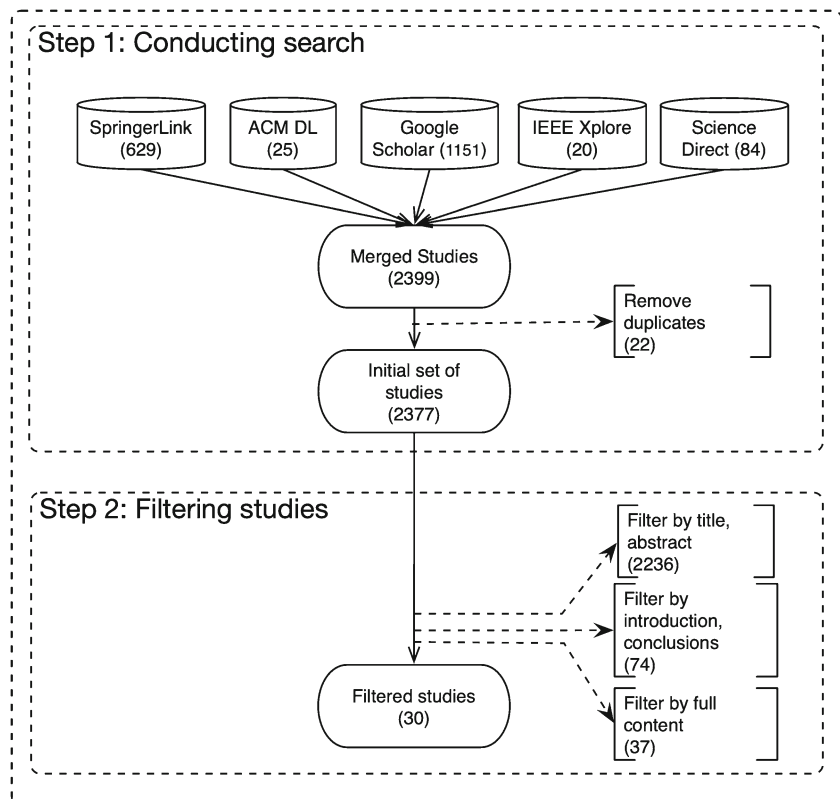 Step 1: Conducting search
SpringerLink
(629)
ACM DL
(25)
Google
Scholar (1151)
IEEE Xplore
(20)
Science
Direct (84)
Merged Studies
(2399)
Remove
duplicates
(22)
Initial set of
studies
(2377)
Step 2: Filtering studies
Filter by title,
abstract
(2236)
Filter by
introduction,
conclusions
(74)
Filtered studies
(30)
Filter by full
content
(37)